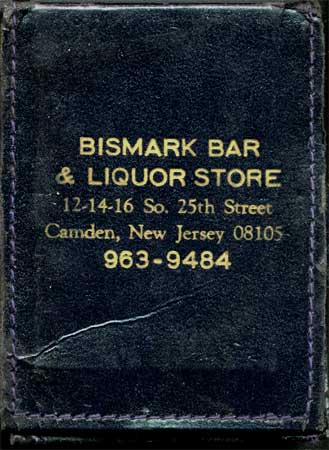 BISMARK BAR
& LIQUOR STORE
12-14-16 So. 25th Street
Camden, New Jersey 08105
963-9484